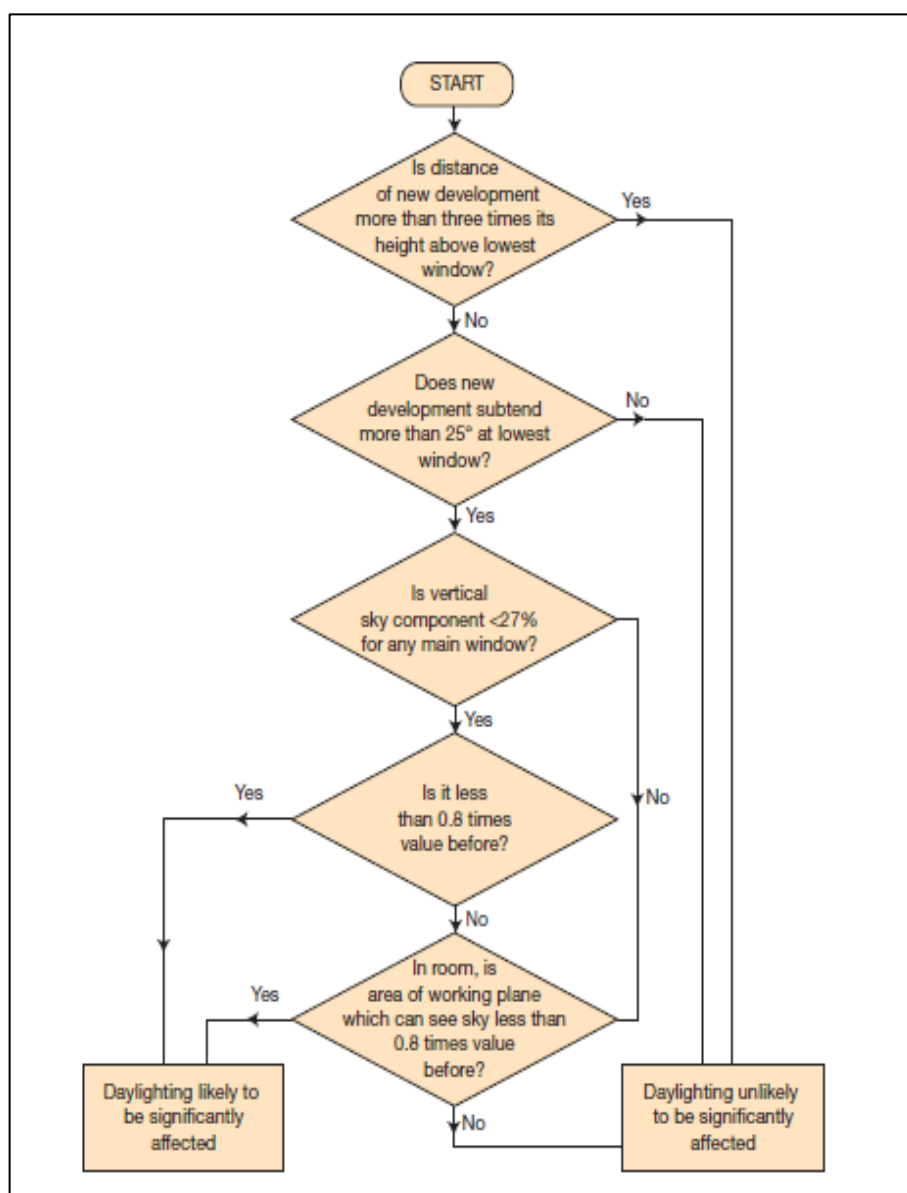 START
Is distance
of new development
more than three times its
height above lowest
window?
Yes
No
Does new
development subtend
more than 25° at lowest
window?
No
Yes
Is vertical
sky component <27%
for any main window?
Yes
No
Is it less
than 0.8 times
value before?
Yes
No
In room, is
area of working plane
which can see sky less than
0.8 times value
before?
Yes
No
Daylighting likely to
be significantly
affected
Daylighting unlikely
to be significantly
affected